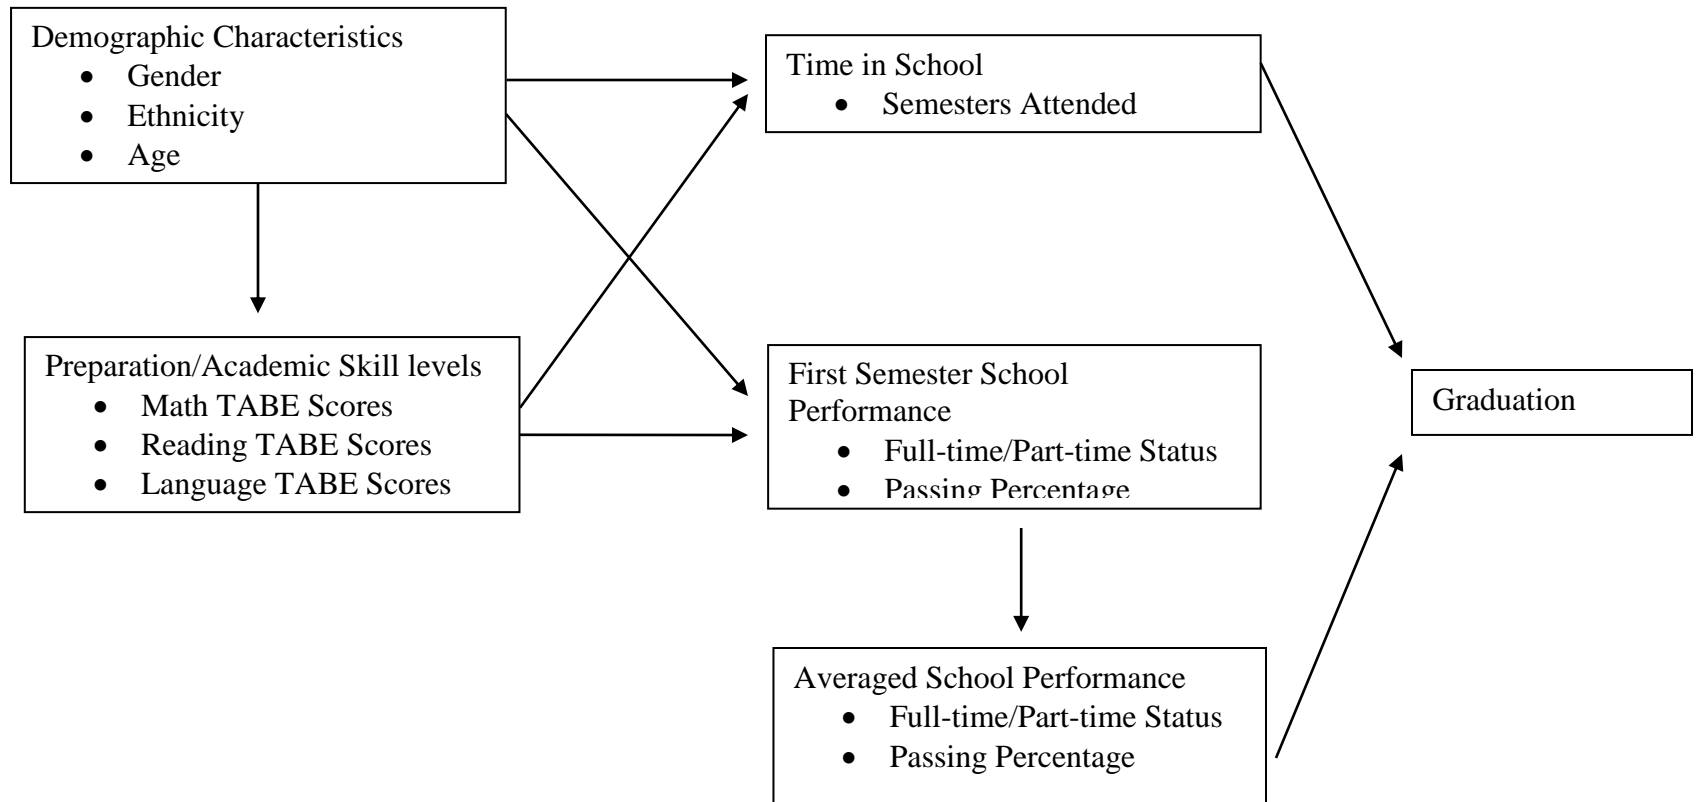 Demographic Characteristics
• Gender
• Ethnicity
• Age
Preparation/Academic Skill levels
• Math TABE Scores
• Reading TABE Scores
• Language TABE Scores
Time in School
• Semesters Attended
First Semester School
Performance
• Full-time/Part-time Status
• Passing Percentage
Averaged School Performance
• Full-time/Part-time Status
• Passing Percentage
Graduation